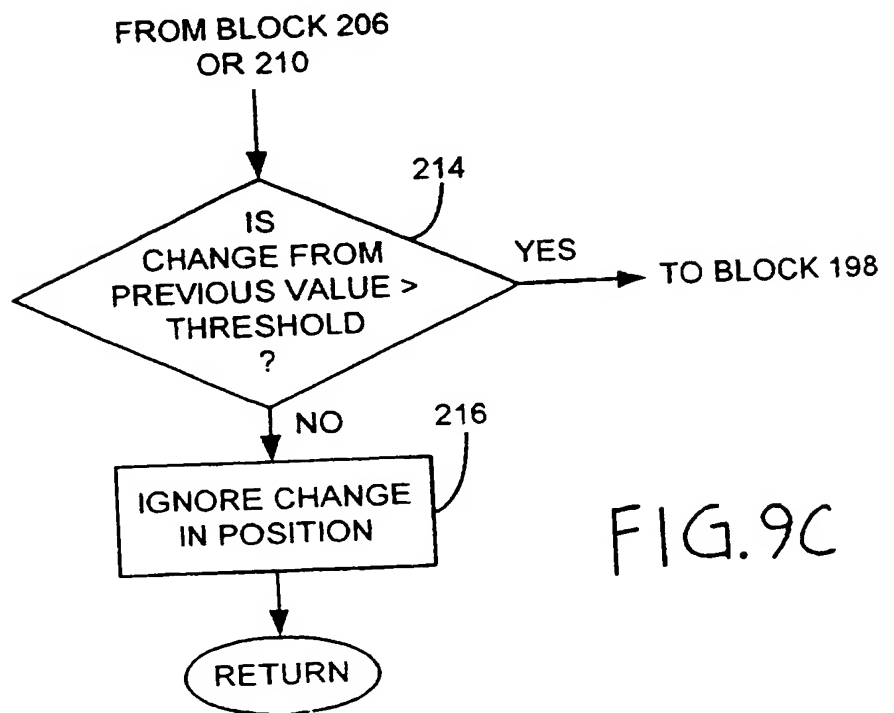 FROM BLOCK 206
OR 210
214
IS
CHANGE FROM
PREVIOUS VALUE >
THRESHOLD
?
YES
TO BLOCK 198
NO
216
IGNORE CHANGE
IN POSITION
FIG.9C
RETURN